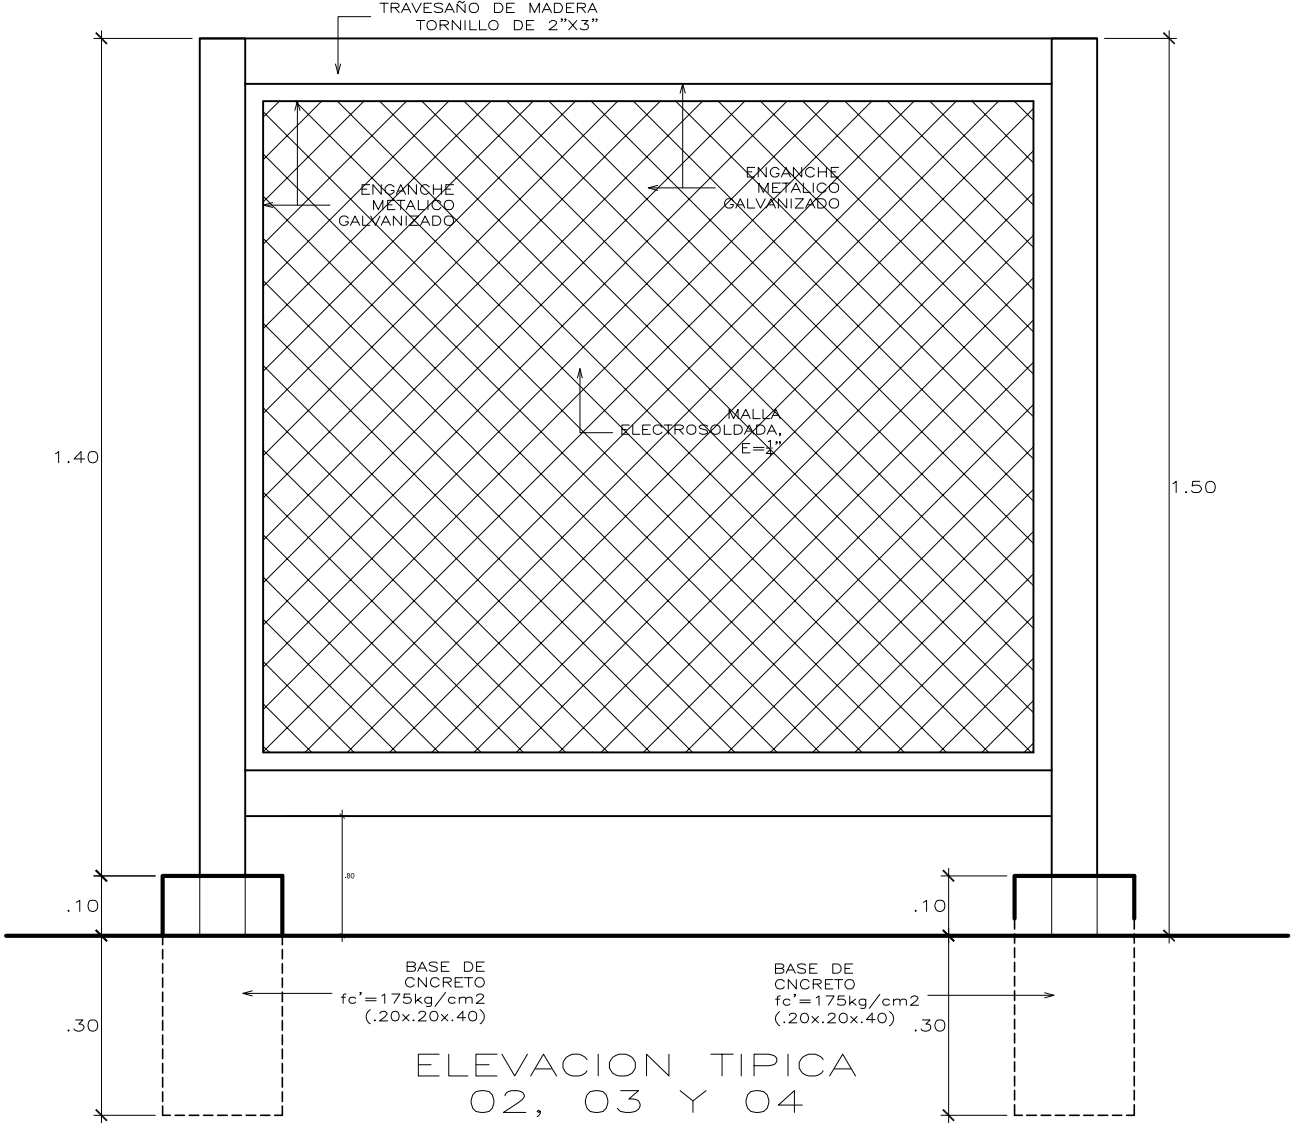 TRAVESAÑO DE MADERA
TORNILLO DE 2"X3"
ENGANCHE
METALICO
GALVANIZADO
ENGANCHE
METALICO
GALVANIZADO
MALLA
ELECTROSOLDADA,
E=1"
1.40
1.50
.80
.10
.10
BASE DE
CNCRETO
fc'=175kg/cm2
(.20x.20x.40)
BASE DE
CNCRETO
fc'=175kg/cm2
(.20x.20x.40)
.30
.30
ELEVACION TIPICA
02, 03 Y 04